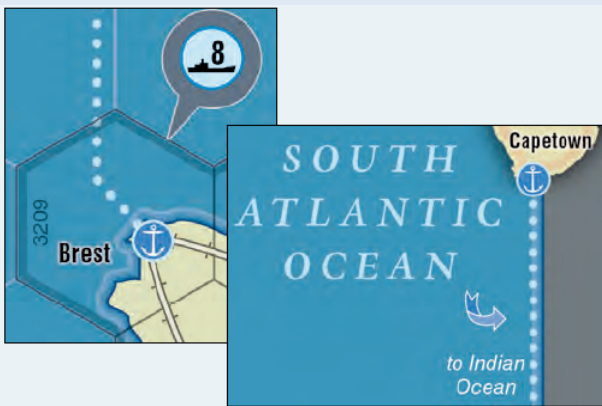 8
3209
Brest
Capetown
SOUTH
ATLANTIC
OCEAN
to Indian
Ocean